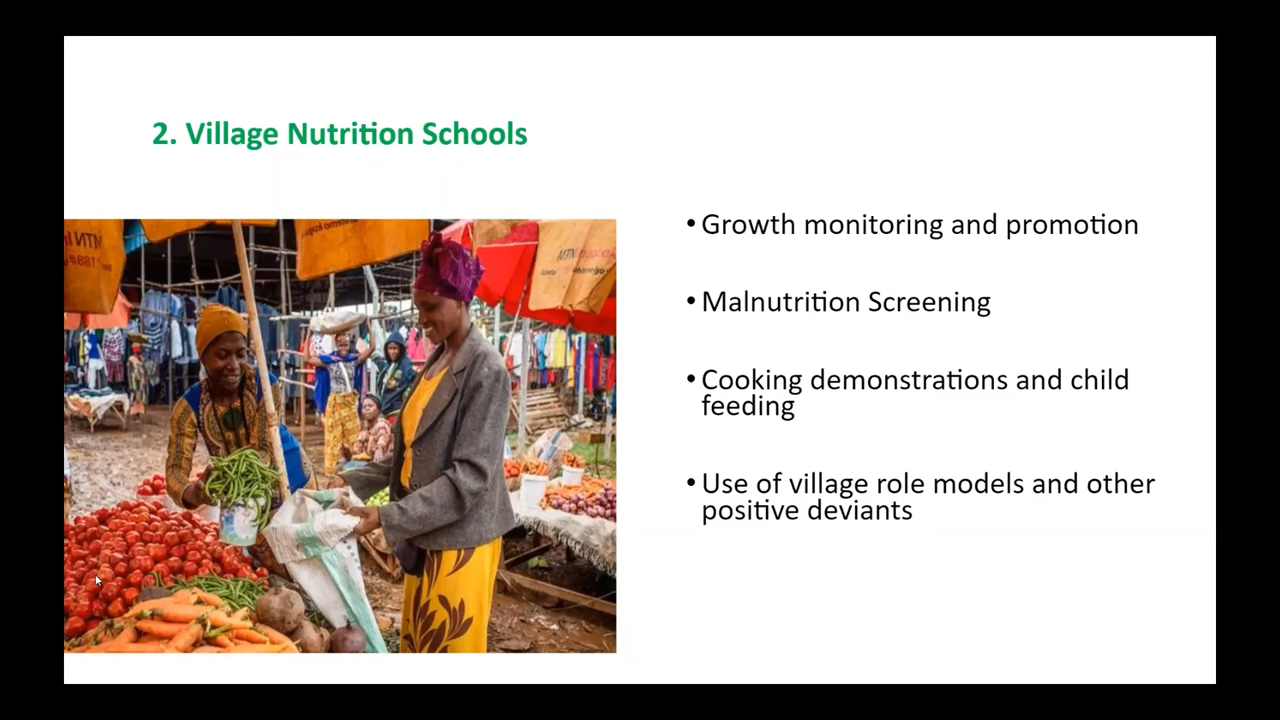 2. Village Nutrition Schools
• Growth monitoring and promotion
• Malnutrition Screening
• Cooking demonstrations and child
feeding
• Use of village role models and other
positive deviants